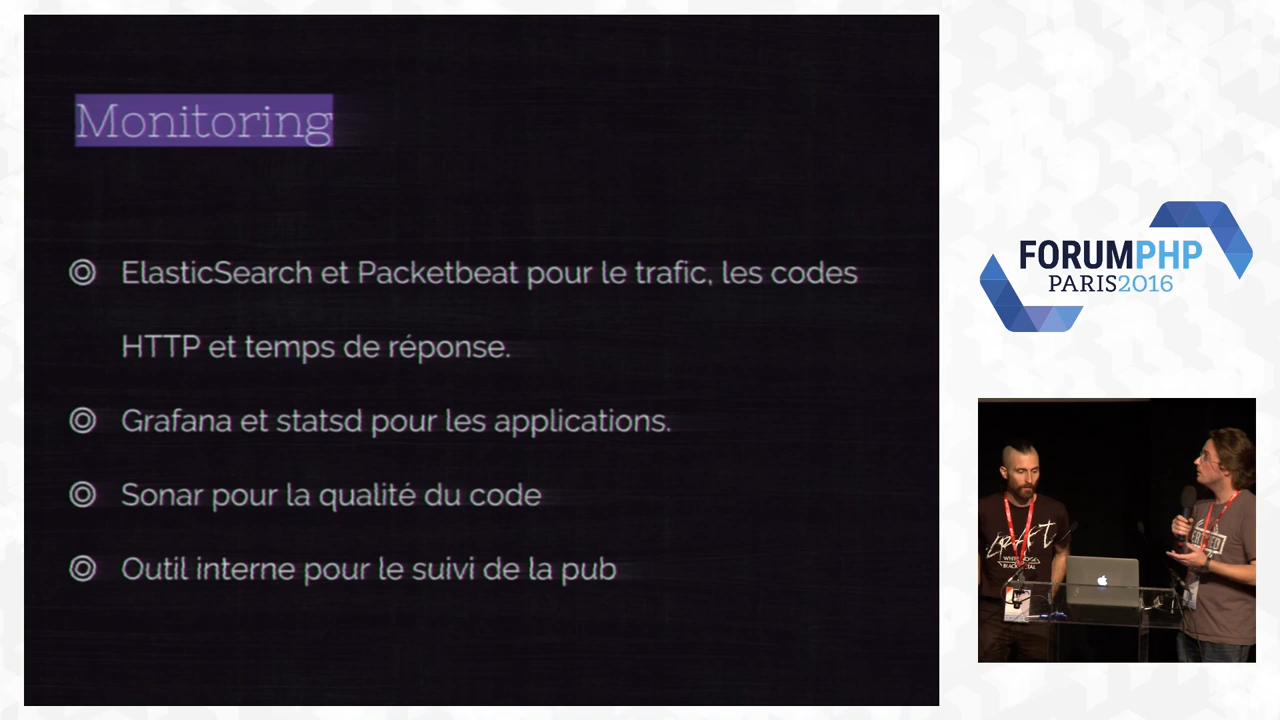 Monitoring
ElasticSearch et Packetbeat pour le trafic, les codes
HTTP et temps de réponse.
Grafana et statsd pour les applications.
Sonar pour la qualité du code
Outil interne pour le suivi de la pub
FORUMPHP
PARIS2016